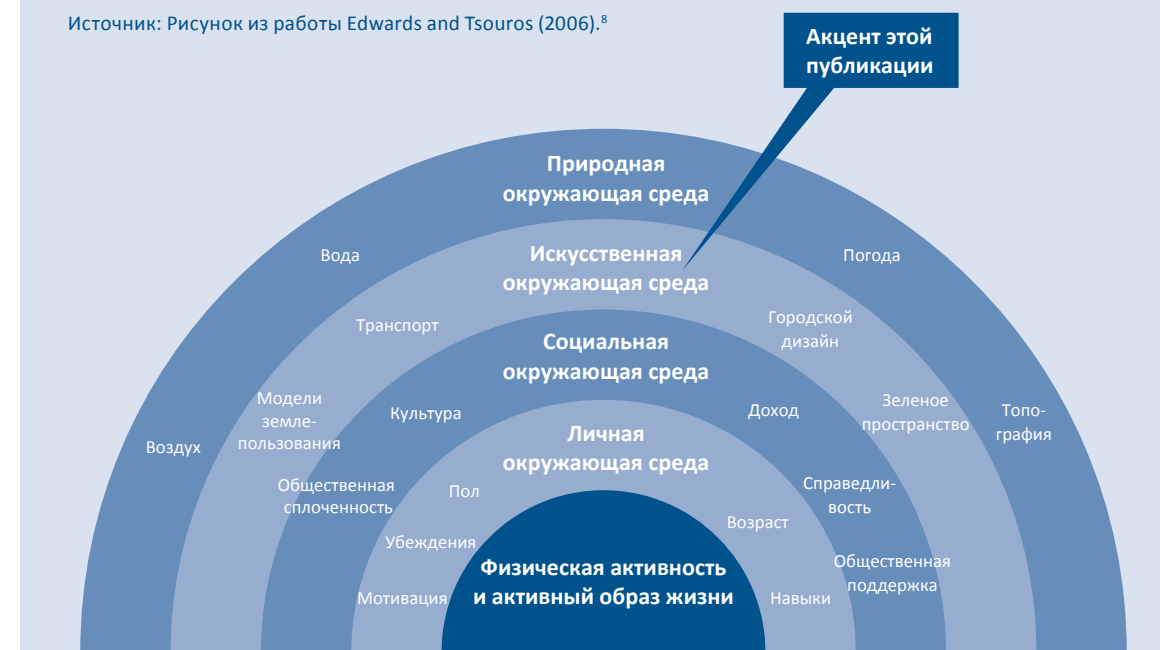 Источник: Рисунок из работы Edwards and Tsouros (2006).⁸
Акцент этой
публикации
Природная
окружающая среда
Вода
Погода
Искусственная
окружающая среда
Транспорт
Городской
дизайн
Социальная
окружающая среда
Модели
земле-
пользования
Культура
Доход
Зеленое
пространство
Топо-
графия
Воздух
Личная
окружающая среда
Общественная
сплоченность
Пол
Справедли-
вость
Убеждения
Возраст
Общественная
поддержка
Физическая активность
и активный образ жизни
Мотивация
Навыки